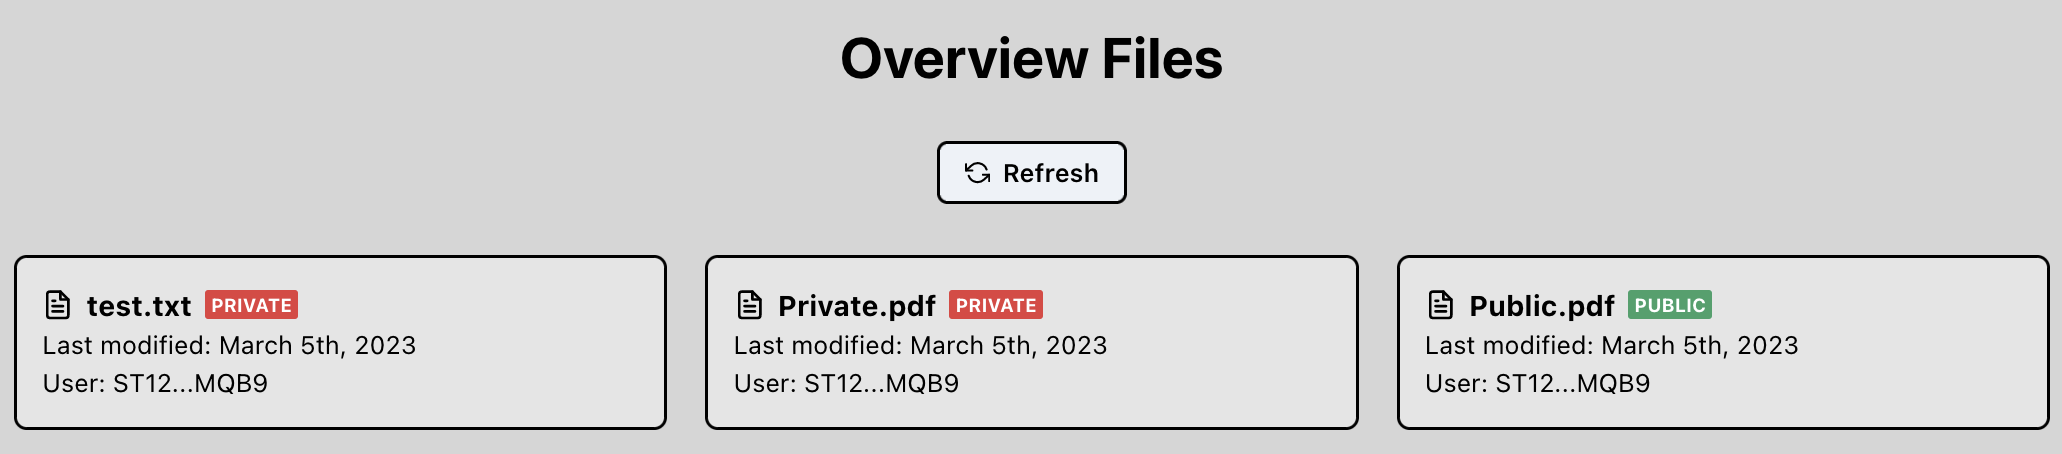 Overview Files
Refresh
test.txt PRIVATE
Last modified: March 5th, 2023
User: ST12...MQB9
Private.pdf PRIVATE
Last modified: March 5th, 2023
User: ST12...MQB9
Public.pdf PUBLIC
Last modified: March 5th, 2023
User: ST12...MQB9